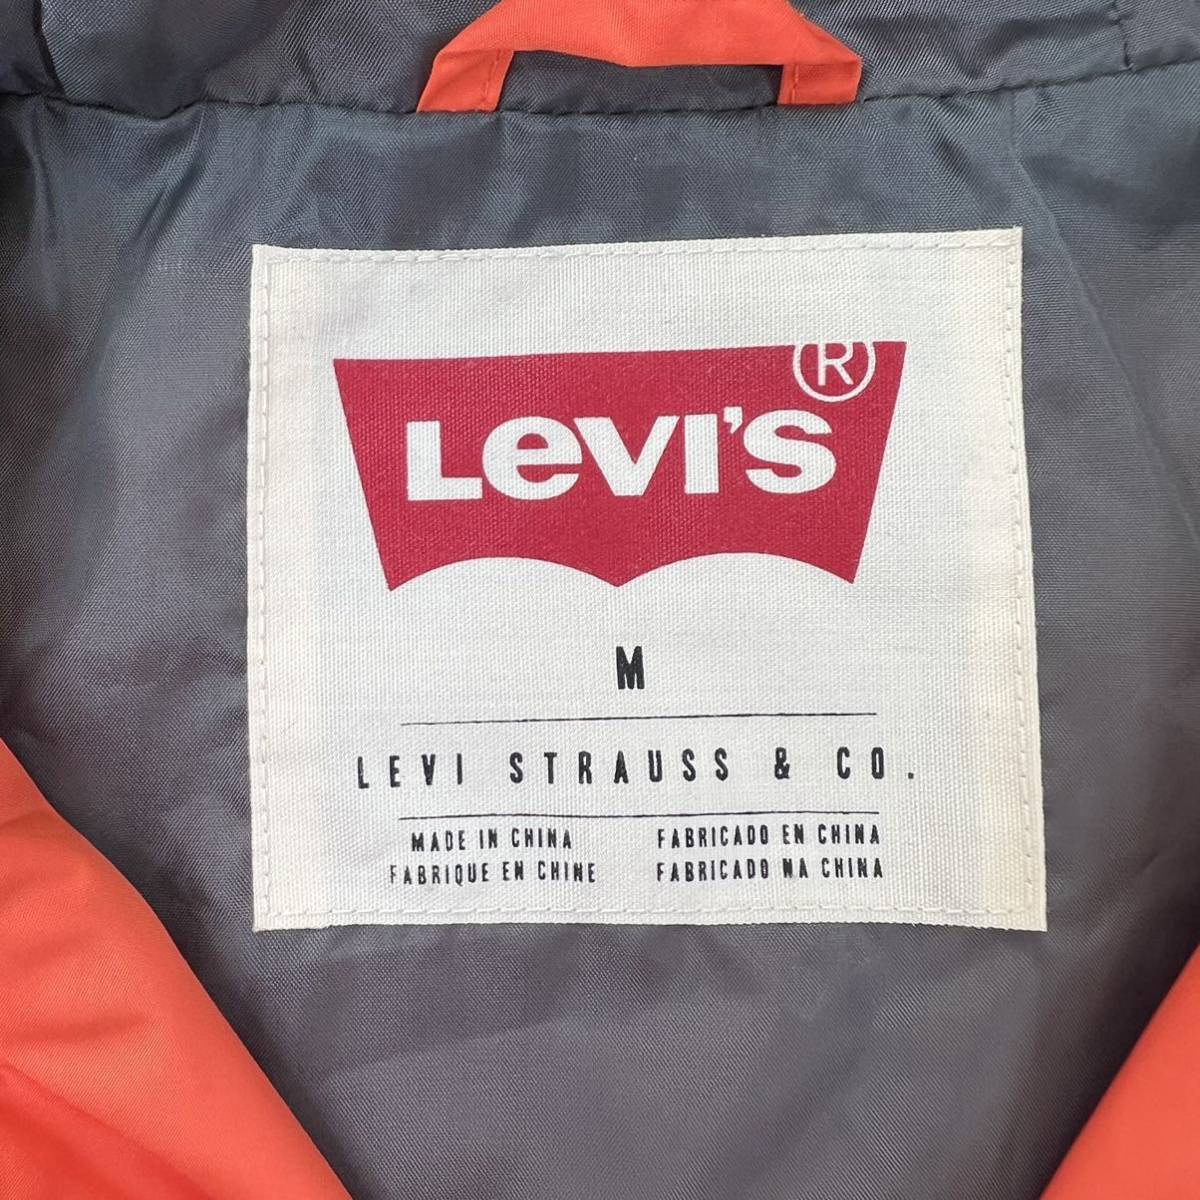 LEVI'S ®
M
LEVI STRAUSS & CO.
MADE IN CHINA FABRICADO EN CHINA
FABRIQUE EN CHINE FABRICADO NA CHINA